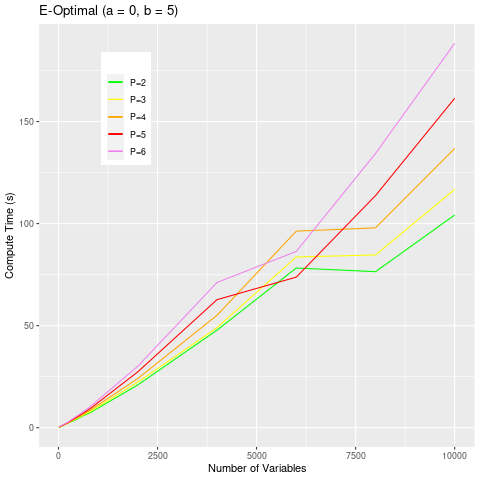 E-Optimal (a = 0, b = 5)
P=2
P=3
P=4
P=5
P=6
150
100
50
0
Compute Time (s)
0 2500 5000 7500 10000
Number of Variables